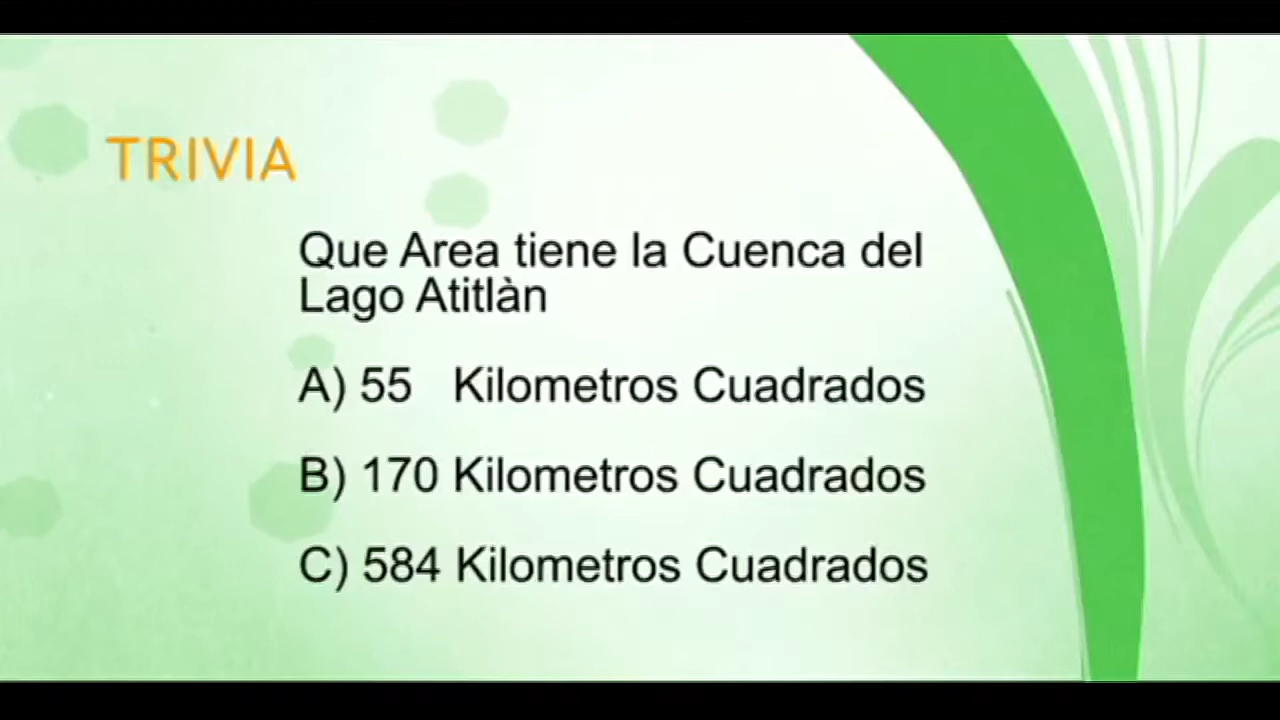 TRIVIA
Que Area tiene la Cuenca del
Lago Atitlàn
A) 55 Kilometros Cuadrados
B) 170 Kilometros Cuadrados
C) 584 Kilometros Cuadrados